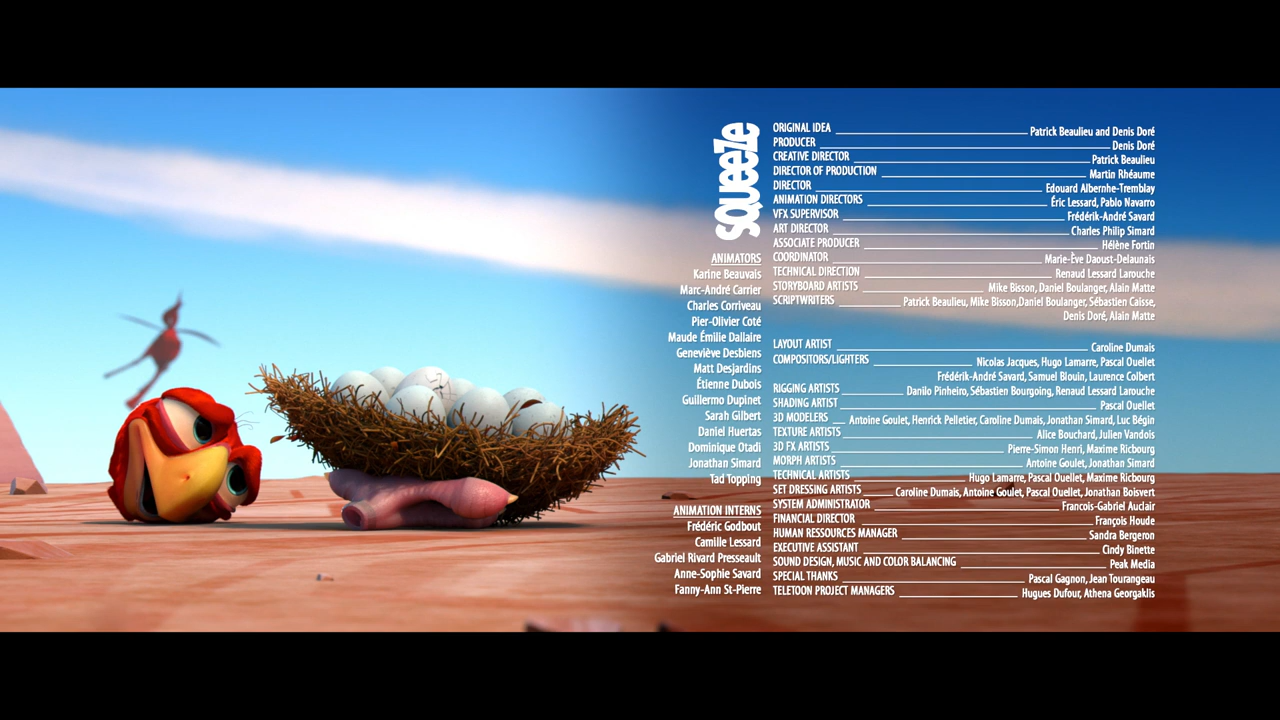 squeeze
ORIGINAL IDEA Patrick Beaulieu and Denis Doré
PRODUCER Denis Doré
CREATIVE DIRECTOR Patrick Beaulieu
DIRECTOR OF PRODUCTION Martin Rhéaume
DIRECTOR Edouard Albernhe-Tremblay
ANIMATION DIRECTORS Éric Lessard, Pablo Navarro
VFX SUPERVISOR Frédérik-André Savard
ART DIRECTOR Charles Philip Simard
ASSOCIATE PRODUCER Hélène Fortin
COORDINATOR Marie-Ève Daoust-Delaunais
TECHNICAL DIRECTION Renaud Lessard Larouche
STORYBOARD ARTISTS Mike Bisson, Daniel Boulanger, Alain Matte
SCRIPTWRITERS Patrick Beaulieu, Mike Bisson,Daniel Boulanger, Sébastien Caisse,
Denis Doré, Alain Matte
LAYOUT ARTIST Caroline Dumais
COMPOSITORS/LIGHTERS Nicolas Jacques, Hugo Lamarre, Pascal Ouellet
Frédérik-André Savard, Samuel Blouin, Laurence Colbert
RIGGING ARTISTS Danilo Pinheiro, Sébastien Bourgoing, Renaud Lessard Larouche
SHADING ARTIST Pascal Ouellet
3D MODELERS Antoine Goulet, Henrick Pelletier, Caroline Dumais, Jonathan Simard, Luc Bégin
TEXTURE ARTISTS Alice Bouchard, Julien Vandois
3D FX ARTISTS Pierre-Simon Henri, Maxime Ricbourg
MORPH ARTISTS Antoine Goulet, Jonathan Simard
TECHNICAL ARTISTS Hugo Lamarre, Pascal Ouellet, Maxime Ricbourg
SET DRESSING ARTISTS Caroline Dumais, Antoine Goulet, Pascal Ouellet, Jonathan Boisvert
SYSTEM ADMINISTRATOR Francois-Gabriel Auclair
FINANCIAL DIRECTOR François Houde
HUMAN RESSOURCES MANAGER Sandra Bergeron
EXECUTIVE ASSISTANT Cindy Binette
SOUND DESIGN, MUSIC AND COLOR BALANCING Peak Media
SPECIAL THANKS Pascal Gagnon, Jean Tourangeau
TELETOON PROJECT MANAGERS Hugues Dufour, Athena Georgaklis
ANIMATORS
Karine Beauvais
Marc-André Carrier
Charles Corriveau
Pier-Olivier Coté
Maude Émilie Dallaire
Geneviève Desbiens
Matt Desjardins
Étienne Dubois
Guillermo Dupinet
Sarah Gilbert
Daniel Huertas
Dominique Otadi
Jonathan Simard
Tad Topping
ANIMATION INTERNS
Frédéric Godbout
Camille Lessard
Gabriel Rivard Presseault
Anne-Sophie Savard
Fanny-Ann St-Pierre